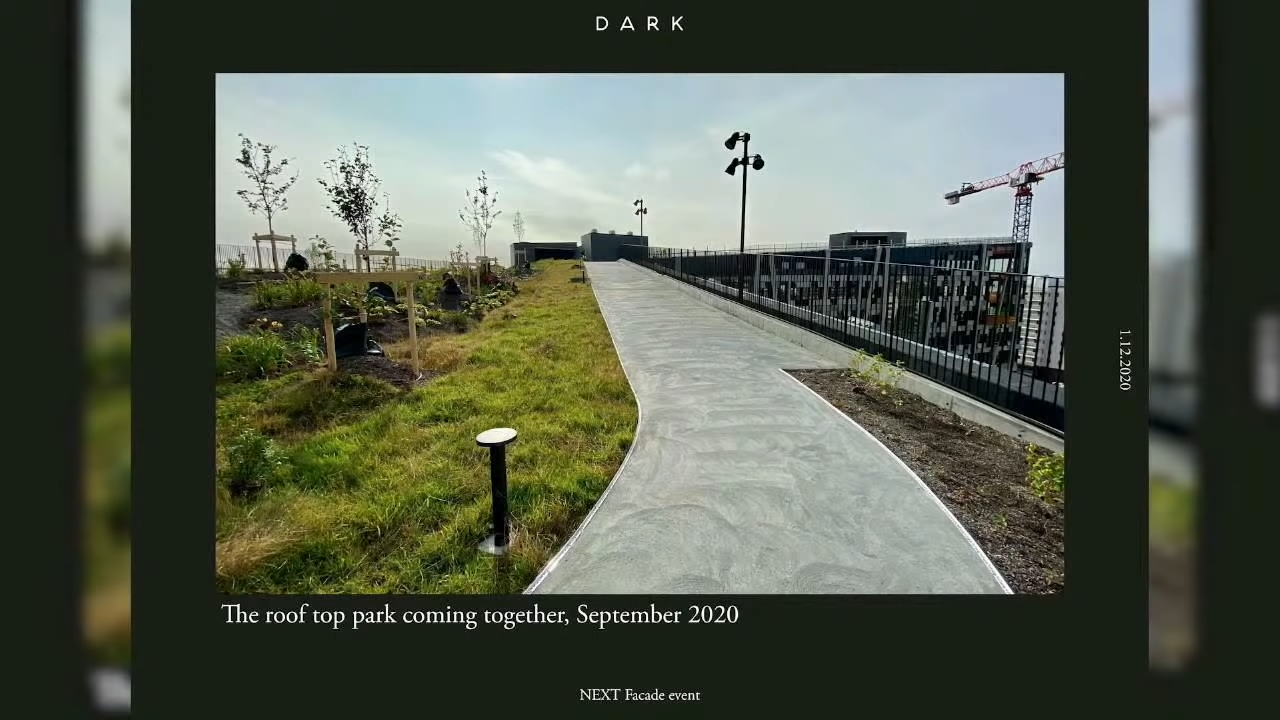 DARK
1.12.2020
The roof top park coming together, September 2020
NEXT Facade event